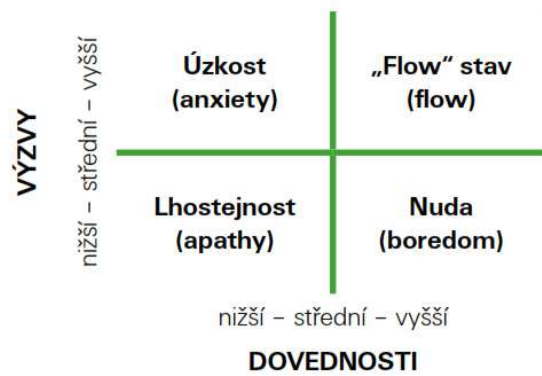 VÝZVY
nižší – střední – vyšší
Úzkost
(anxiety)
„Flow“ stav
(flow)
Lhostejnost
(apathy)
Nuda
(boredom)
nižší – střední – vyšší
DOVEDNOSTI